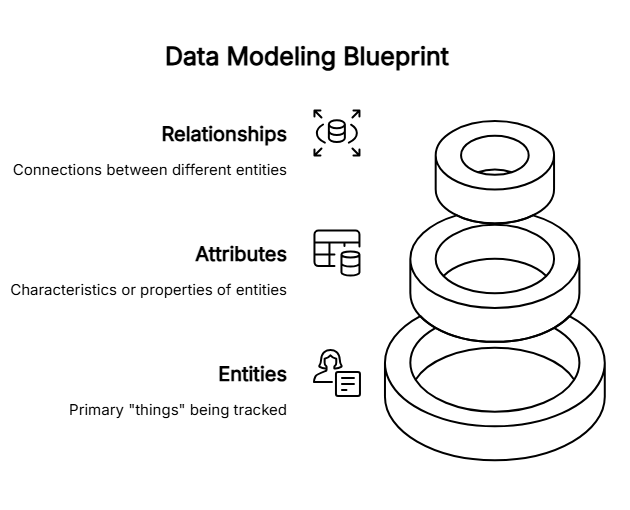 Data Modeling Blueprint
Relationships
Connections between different entities
Attributes
Characteristics or properties of entities
Entities
Primary "things" being tracked